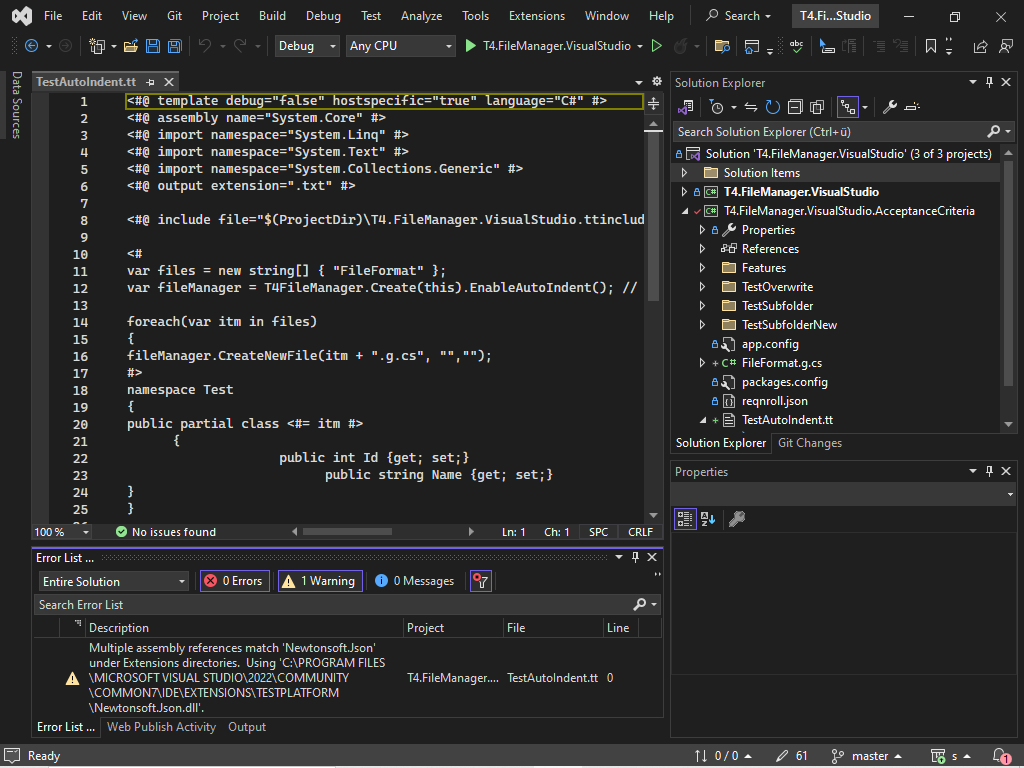 File Edit View Git Project Build Debug Test Analyze Tools Extensions Window Help Search T4.Fi...Studio
Debug Any CPU T4.FileManager.VisualStudio
Data Sources
TestAutoIndent.tt
1 <#@ template debug="false" hostspecific="true" language="C#" #>
2 <#@ assembly name="System.Core" #>
3 <#@ import namespace="System.Linq" #>
4 <#@ import namespace="System.Text" #>
5 <#@ import namespace="System.Collections.Generic" #>
6 <#@ output extension=".txt" #>
7
8 <#@ include file="$(ProjectDir)\T4.FileManager.VisualStudio.ttinclud
9
10 <#
11 var files = new string[] { "FileFormat" };
12 var fileManager = T4FileManager.Create(this).EnableAutoIndent(); //
13
14 foreach(var itm in files)
15 {
16 fileManager.CreateNewFile(itm + ".g.cs", "","");
17 #>
18 namespace Test
19 {
20 public partial class <#= itm #>
21 {
22 public int Id {get; set;}
23 public string Name {get; set;}
24 }
25 }
100 % No issues found Ln: 1 Ch: 1 SPC CRLF
Error List ...
Entire Solution 0 Errors 1 Warning 0 Messages
Search Error List
Description Project File Line
Multiple assembly references match 'Newtonsoft.Json'
under Extensions directories. Using 'C:\PROGRAM FILES
\MICROSOFT VISUAL STUDIO\2022\COMMUNITY
\COMMON7\IDE\EXTENSIONS\TESTPLATFORM
\Newtonsoft.Json.dll'.
T4.FileManager.... TestAutoIndent.tt 0
Error List ... Web Publish Activity Output
Solution Explorer
Search Solution Explorer (Ctrl+ü)
Solution 'T4.FileManager.VisualStudio' (3 of 3 projects)
Solution Items
C# T4.FileManager.VisualStudio
C# T4.FileManager.VisualStudio.AcceptanceCriteria
Properties
References
Features
TestOverwrite
TestSubfolder
TestSubfolderNew
app.config
C# FileFormat.g.cs
packages.config
reqnroll.json
TestAutoIndent.tt
Solution Explorer Git Changes
Properties
Ready 0 / 0 61 master s 1